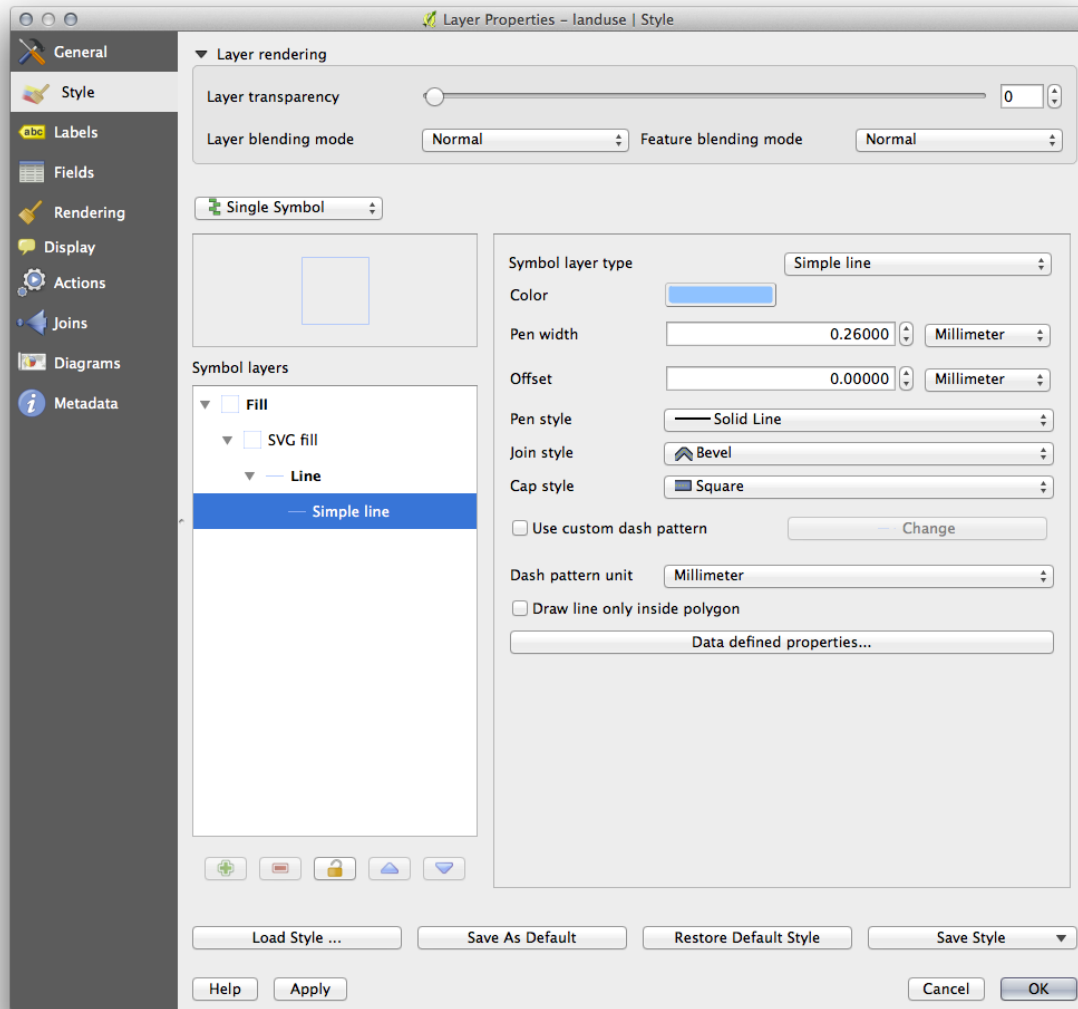 Layer Properties – landuse | Style
General
Style
abc Labels
Fields
Rendering
Display
Actions
Joins
Diagrams
i Metadata
Layer rendering
Layer transparency 0
Layer blending mode Normal Feature blending mode Normal
Single Symbol
Symbol layers
Fill
SVG fill
Line
Simple line
Symbol layer type Simple line
Color
Pen width 0.26000 Millimeter
Offset 0.00000 Millimeter
Pen style Solid Line
Join style Bevel
Cap style Square
Use custom dash pattern Change
Dash pattern unit Millimeter
Draw line only inside polygon
Data defined properties...
Load Style ... Save As Default Restore Default Style Save Style
Help Apply Cancel OK